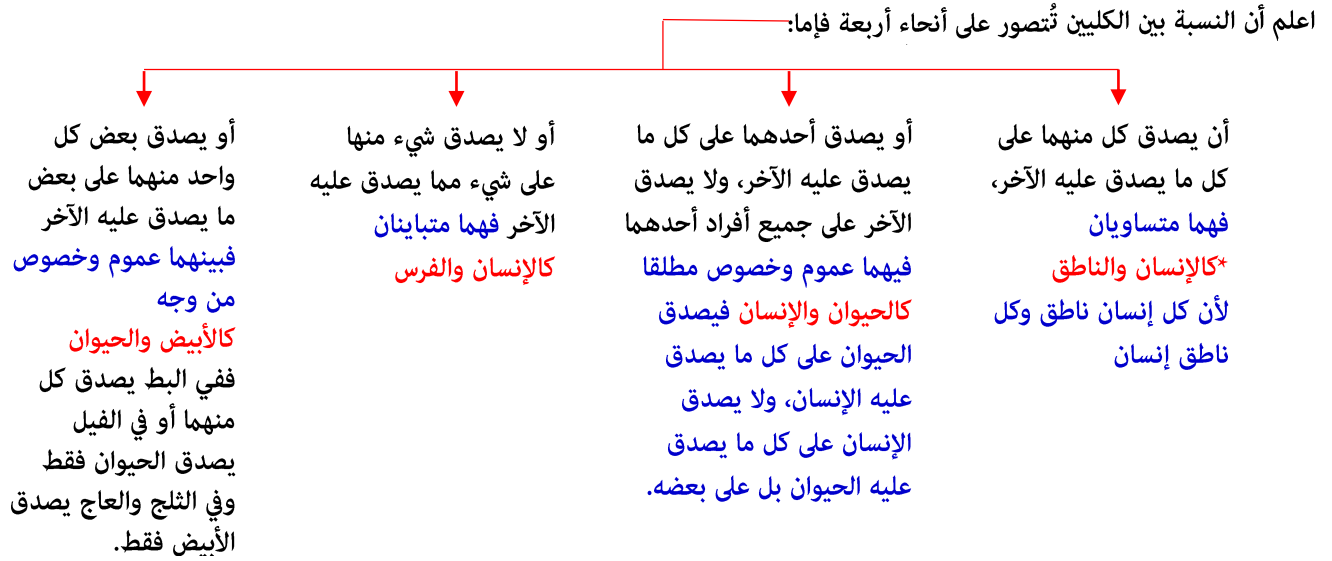 اعلم أن النسبة بين الكليين تُتصور على أنحاء أربعة فإما:
أن يصدق كل منهما على
كل ما يصدق عليه الآخر،
فهما متساويان
*كالإنسان والناطق
لأن كل إنسان ناطق وكل
ناطق إنسان
أو يصدق أحدهما على كل ما
يصدق عليه الآخر، ولا يصدق
الآخر على جميع أفراد أحدهما
فيهما عموم وخصوص مطلقا
كالحيوان والإنسان فيصدق
الحيوان على كل ما يصدق
عليه الإنسان، ولا يصدق
الإنسان على كل ما يصدق
عليه الحيوان بل على بعضه.
أو لا يصدق شيء منها
على شيء مما يصدق عليه
الآخر فهما متباينان
كالإنسان والفرس
أو يصدق بعض كل
واحد منهما على بعض
ما يصدق عليه الآخر
فبينهما عموم وخصوص
من وجه
كالأبيض والحيوان
ففي البط يصدق كل
منهما أو في الفيل
يصدق الحيوان فقط
وفي الثلج والعاج يصدق
الأبيض فقط.